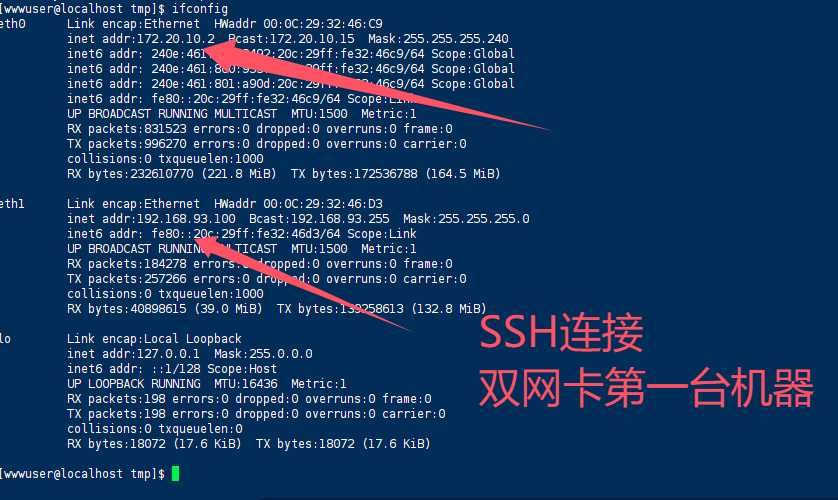 [wwwuser@localhost tmp]$ ifconfig
eth0 Link encap:Ethernet HWaddr 00:0C:29:32:46:C9
inet addr:172.20.10.2 Bcast:172.20.10.15 Mask:255.255.255.240
inet6 addr: 240e:461: :20c:29ff:fe32:46c9/64 Scope:Global
inet6 addr: 240e:461: :20c:29ff:fe32:46c9/64 Scope:Global
inet6 addr: 240e:461:801:a90d:20c:29ff:fe32:46c9/64 Scope:Global
inet6 addr: fe80::20c:29ff:fe32:46c9/64 Scope:Link
UP BROADCAST RUNNING MULTICAST MTU:1500 Metric:1
RX packets:831523 errors:0 dropped:0 overruns:0 frame:0
TX packets:996270 errors:0 dropped:0 overruns:0 carrier:0
collisions:0 txqueuelen:1000
RX bytes:232610770 (221.8 MiB) TX bytes:172536788 (164.5 MiB)
eth1 Link encap:Ethernet HWaddr 00:0C:29:32:46:D3
inet addr:192.168.93.100 Bcast:192.168.93.255 Mask:255.255.255.0
inet6 addr: fe80::20c:29ff:fe32:46d3/64 Scope:Link
UP BROADCAST RUNNING MULTICAST MTU:1500 Metric:1
RX packets:184278 errors:0 dropped:0 overruns:0 frame:0
TX packets:257266 errors:0 dropped:0 overruns:0 carrier:0
collisions:0 txqueuelen:1000
RX bytes:40898615 (39.0 MiB) TX bytes:139258613 (132.8 MiB)
lo Link encap:Local Loopback
inet addr:127.0.0.1 Mask:255.0.0.0
inet6 addr: ::1/128 Scope:Host
UP LOOPBACK RUNNING MTU:16436 Metric:1
RX packets:198 errors:0 dropped:0 overruns:0 frame:0
TX packets:198 errors:0 dropped:0 overruns:0 carrier:0
collisions:0 txqueuelen:0
RX bytes:18072 (17.6 KiB) TX bytes:18072 (17.6 KiB)
[wwwuser@localhost tmp]$
SSH连接
双网卡第一台机器